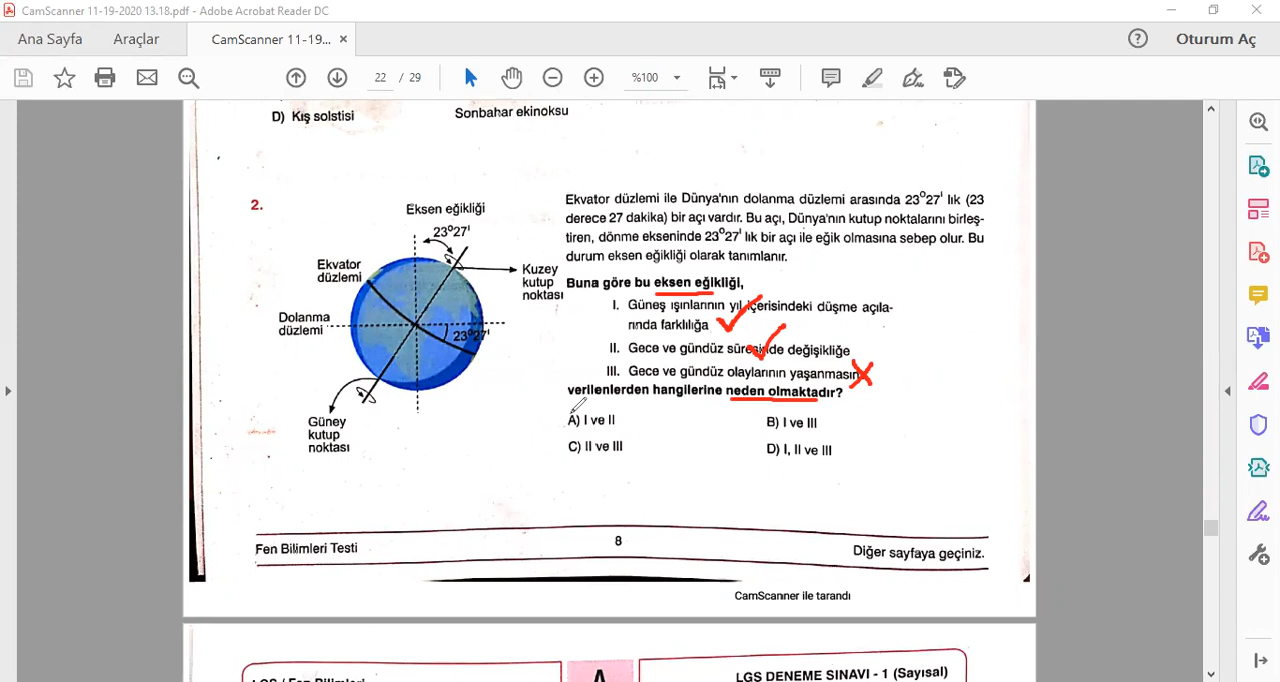 CamScanner 11-19-2020 13.18.pdf - Adobe Acrobat Reader DC
Ana Sayfa
Araçlar
CamScanner 11-19...
Oturum Aç
22 / 29
%100
D) Kış solstisi
Sonbahar ekinoksu
2.
Eksen eğikliği
23°27'
Ekvator
düzlemi
Kuzey
kutup
noktası
Dolanma
düzlemi
23°27'
Güney
kutup
noktası
Ekvator düzlemi ile Dünya'nın dolanma düzlemi arasında 23°27' lık (23
derece 27 dakika) bir açı vardır. Bu açı, Dünya'nın kutup noktalarını birleş-
tiren, dönme ekseninde 23°27' lık bir açı ile eğik olmasına sebep olur. Bu
durum eksen eğikliği olarak tanımlanır.
Buna göre bu eksen eğikliği,
I. Güneş ışınlarının yıl içerisindeki düşme açıla-
rında farklılığa
II. Gece ve gündüz süresinde değişikliğe
III. Gece ve gündüz olaylarının yaşanmasına
verilenlerden hangilerine neden olmaktadır?
A) I ve II
B) I ve III
C) II ve III
D) I, II ve III
Fen Bilimleri Testi
8
Diğer sayfaya geçiniz.
CamScanner ile tarandı
LGS / Fen Bilimleri
A
LGS DENEME SINAVI - 1 (Sayısal)